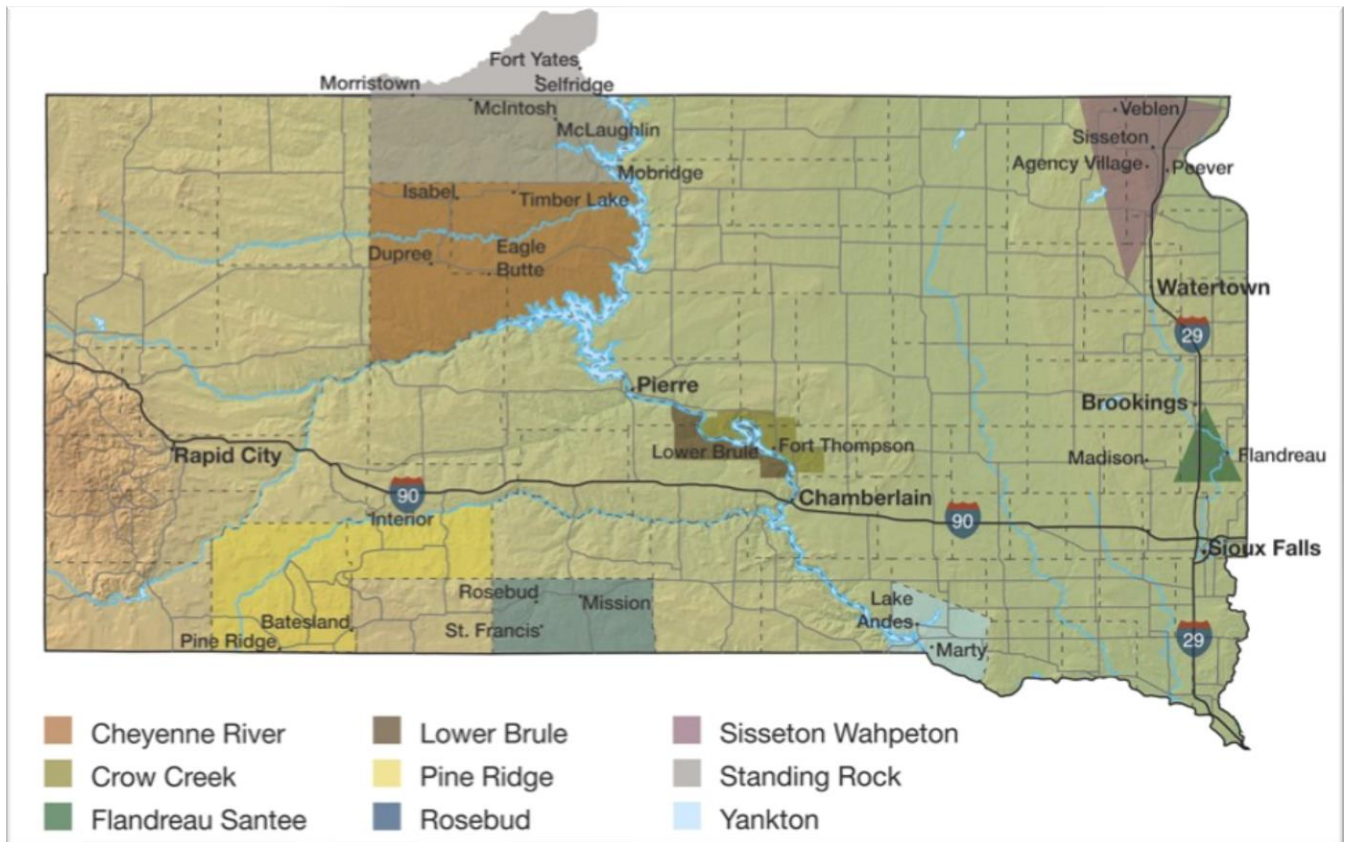 Fort Yates
Morristown
Selfridge
McIntosh
McLaughlin
Mobridge
Veblen
Sisseton
Agency Village
Peever
Isabel
Timber Lake
Dupree
Eagle
Butte
Watertown
29
Pierre
Brookings
Lower Brule
Fort Thompson
Madison
Flandreau
Rapid City
90
Chamberlain
Interior
90
Sioux Falls
Rosebud
Mission
Lake
Andes
Batesland
St. Francis
Pine Ridge
Marty
29
Cheyenne River
Lower Brule
Sisseton Wahpeton
Crow Creek
Pine Ridge
Standing Rock
Flandreau Santee
Rosebud
Yankton